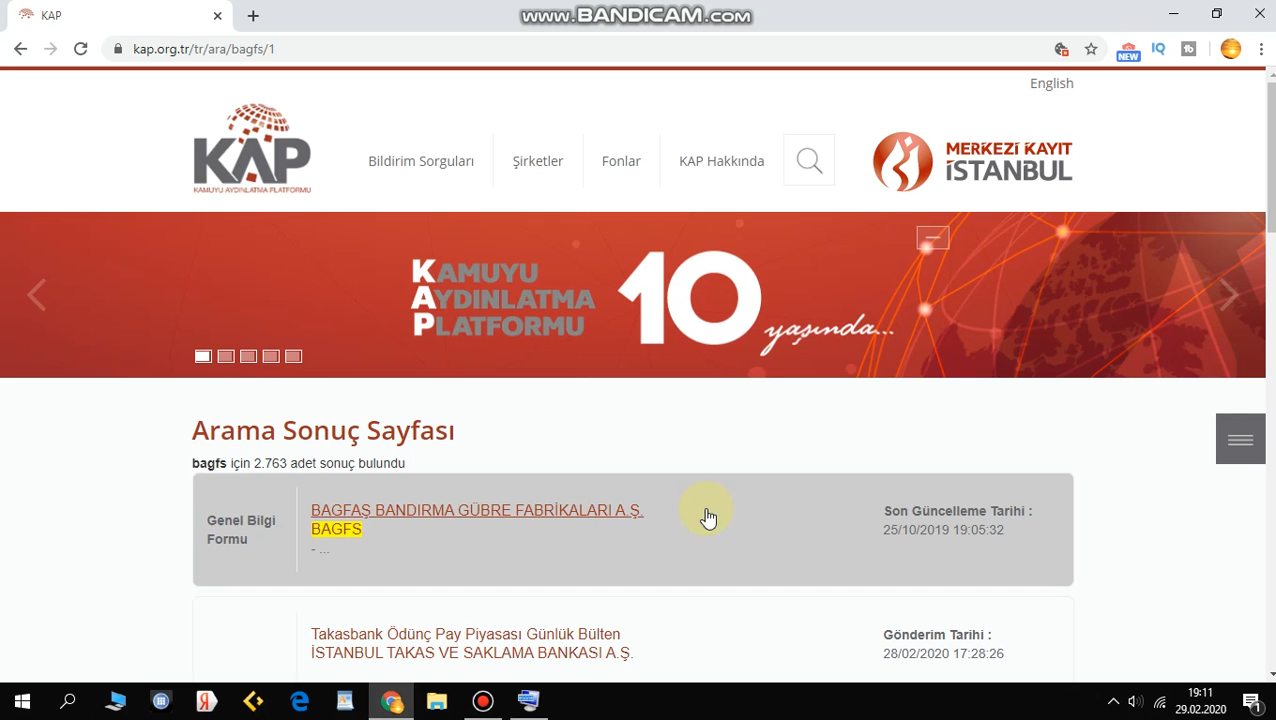 KAP
www.BANDICAM.com
kap.org.tr/tr/ara/bagfs/1
NEW
IQ
English
KAP
KAMUYU AYDINLATMA PLATFORMU
Bildirim Sorguları
Şirketler
Fonlar
KAP Hakkında
MERKEZİ KAYIT
İSTANBUL
KAMUYU
AYDINLATMA
PLATFORMU
10
yaşında...
Arama Sonuç Sayfası
bagfs için 2.763 adet sonuç bulundu
Genel Bilgi
Formu
BAGFAŞ BANDIRMA GÜBRE FABRİKALARI A.Ş.
BAGFS
- ...
Son Güncelleme Tarihi :
25/10/2019 19:05:32
Takasbank Ödünç Pay Piyasası Günlük Bülten
İSTANBUL TAKAS VE SAKLAMA BANKASI A.Ş.
Gönderim Tarihi :
28/02/2020 17:28:26
19:11
29.02.2020
1